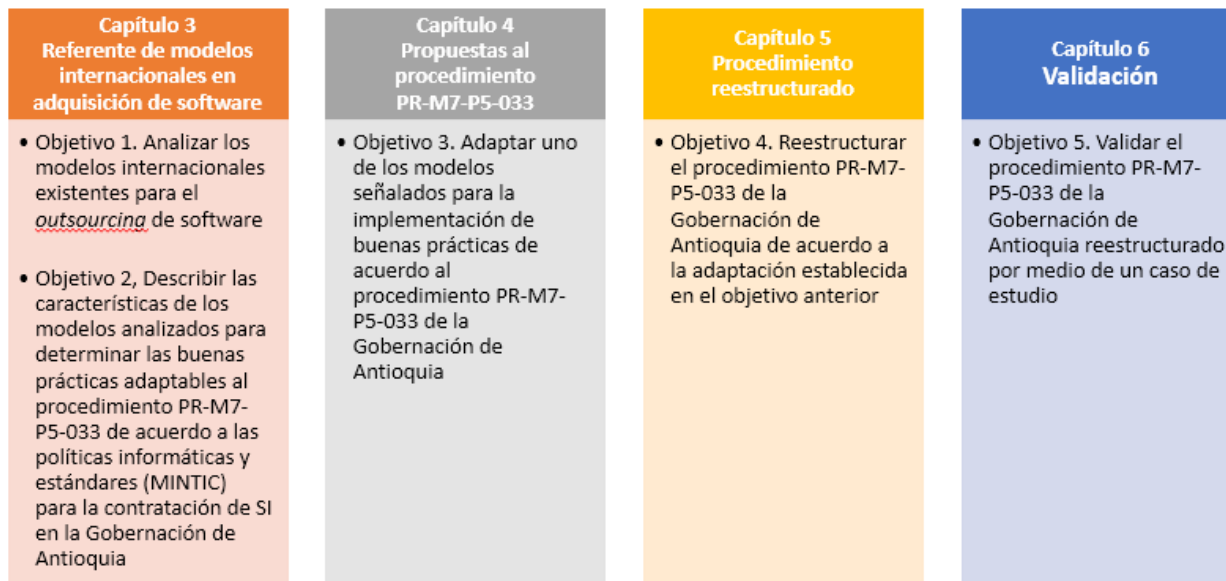 Capítulo 3
Referente de modelos
internacionales en
adquisición de software
• Objetivo 1. Analizar los
modelos internacionales
existentes para el
outsourcing de software
• Objetivo 2, Describir las
características de los
modelos analizados para
determinar las buenas
prácticas adaptables al
procedimiento PR-M7-
P5-033 de acuerdo a las
políticas informáticas y
estándares (MINTIC)
para la contratación de SI
en la Gobernación de
Antioquia
Capítulo 4
Propuestas al
procedimiento
PR-M7-P5-033
• Objetivo 3. Adaptar uno
de los modelos
señalados para la
implementación de
buenas prácticas de
acuerdo al
procedimiento PR-M7-
P5-033 de la
Gobernación de
Antioquia
Capítulo 5
Procedimiento
reestructurado
• Objetivo 4. Reestructurar
el procedimiento PR-M7-
P5-033 de la
Gobernación de
Antioquia de acuerdo a
la adaptación establecida
en el objetivo anterior
Capítulo 6
Validación
• Objetivo 5. Validar el
procedimiento PR-M7-
P5-033 de la
Gobernación de
Antioquia reestructurado
por medio de un caso de
estudio